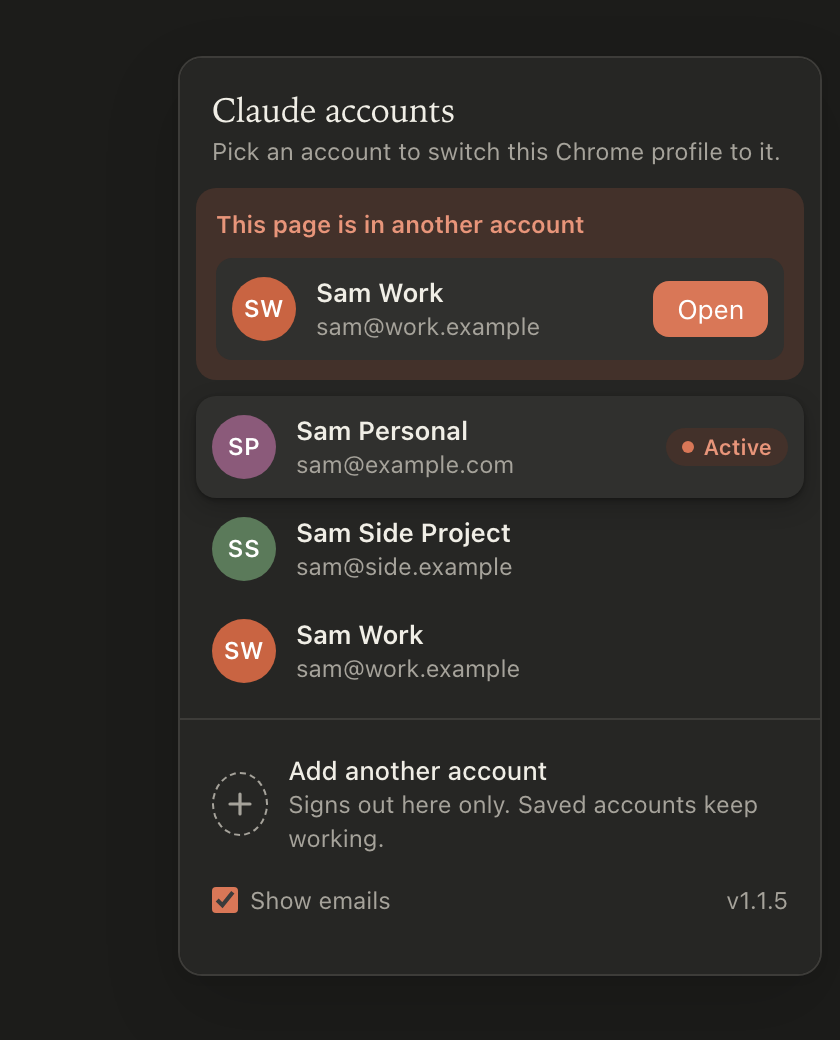 Claude accounts
Pick an account to switch this Chrome profile to it.
This page is in another account
SW
Sam Work
sam@work.example
Open
SP
Sam Personal
sam@example.com
Active
SS
Sam Side Project
sam@side.example
SW
Sam Work
sam@work.example
Add another account
Signs out here only. Saved accounts keep
working.
Show emails
v1.1.5